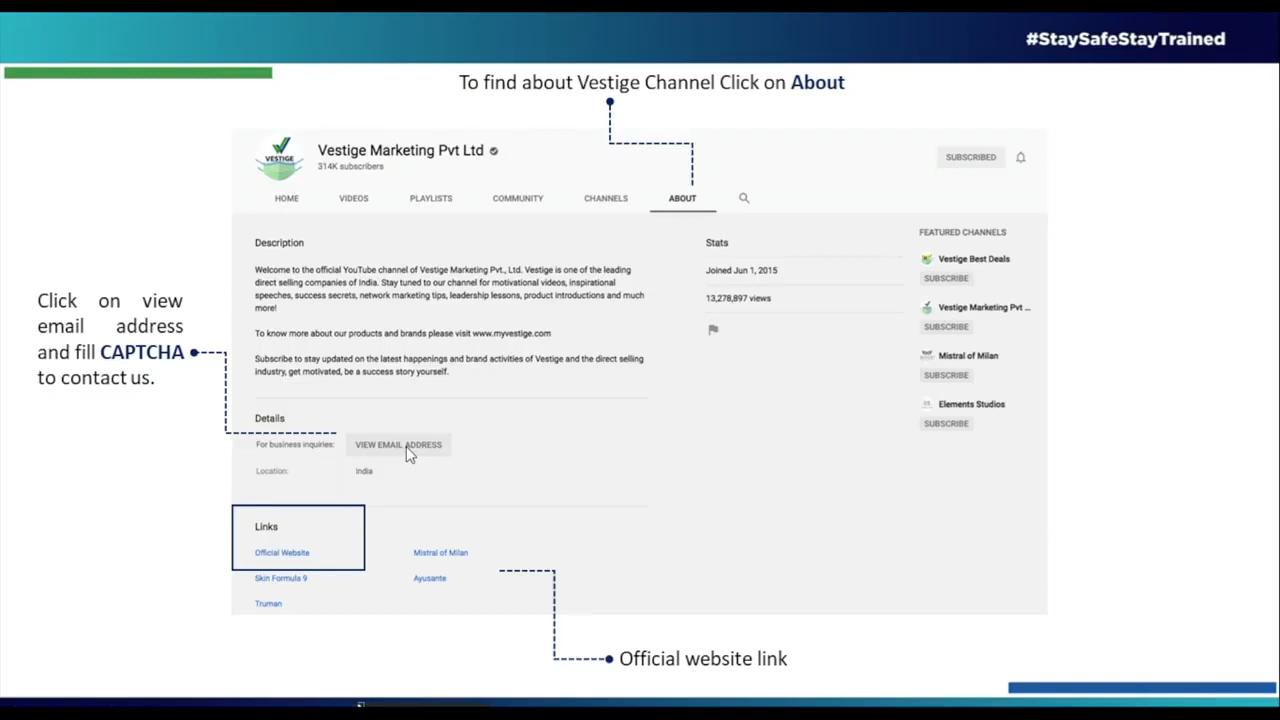 #StaySafeStayTrained
To find about Vestige Channel Click on About
VESTIGE
Vestige Marketing Pvt Ltd
314K subscribers
SUBSCRIBED
HOME VIDEOS PLAYLISTS COMMUNITY CHANNELS ABOUT
Description
Welcome to the official YouTube channel of Vestige Marketing Pvt., Ltd. Vestige is one of the leading
direct selling companies of India. Stay tuned to our channel for motivational videos, inspirational
speeches, success secrets, network marketing tips, leadership lessons, product introductions and much
more!
To know more about our products and brands please visit www.myvestige.com
Subscribe to stay updated on the latest happenings and brand activities of Vestige and the direct selling
industry, get motivated, be a success story yourself.
Stats
Joined Jun 1, 2015
13,278,897 views
FEATURED CHANNELS
Vestige Best Deals
SUBSCRIBE
Vestige Marketing Pvt ...
SUBSCRIBE
Mistral of Milan
SUBSCRIBE
Elements Studios
SUBSCRIBE
Click on view
email address
and fill CAPTCHA
to contact us.
Details
For business inquiries: VIEW EMAIL ADDRESS
Location: India
Links
Official Website Mistral of Milan
Skin Formula 9 Ayusante
Truman
Official website link